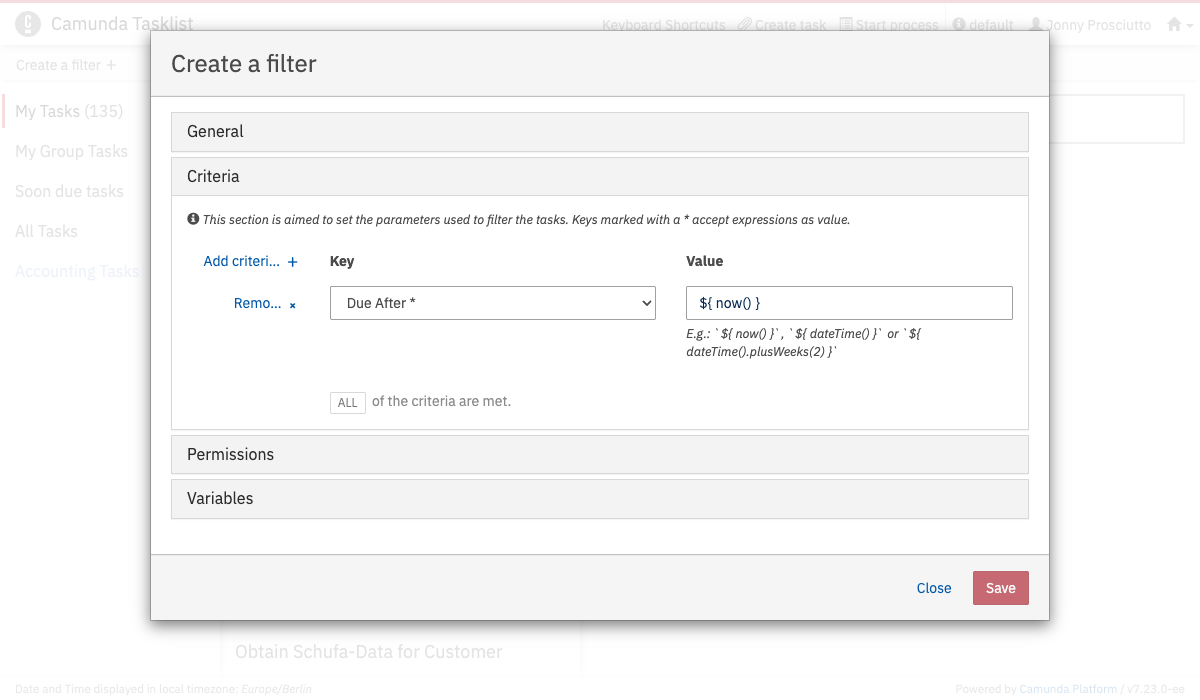 Camunda Tasklist
Keyboard Shortcuts Create task Start process default Jonny Prosciutto
Create a filter +
My Tasks (135)
My Group Tasks
Soon due tasks
All Tasks
Accounting Tasks
Create a filter
General
Criteria
This section is aimed to set the parameters used to filter the tasks. Keys marked with a * accept expressions as value.
Add criteri... + Key Value
Remo... × Due After * ${ now() }
E.g.: `${ now() }`, `${ dateTime() }` or `${
dateTime().plusWeeks(2) }`
ALL of the criteria are met.
Permissions
Variables
Close Save
Obtain Schufa-Data for Customer
Date and Time displayed in local timezone: Europe/Berlin
Powered by Camunda Platform / v7.23.0-ee